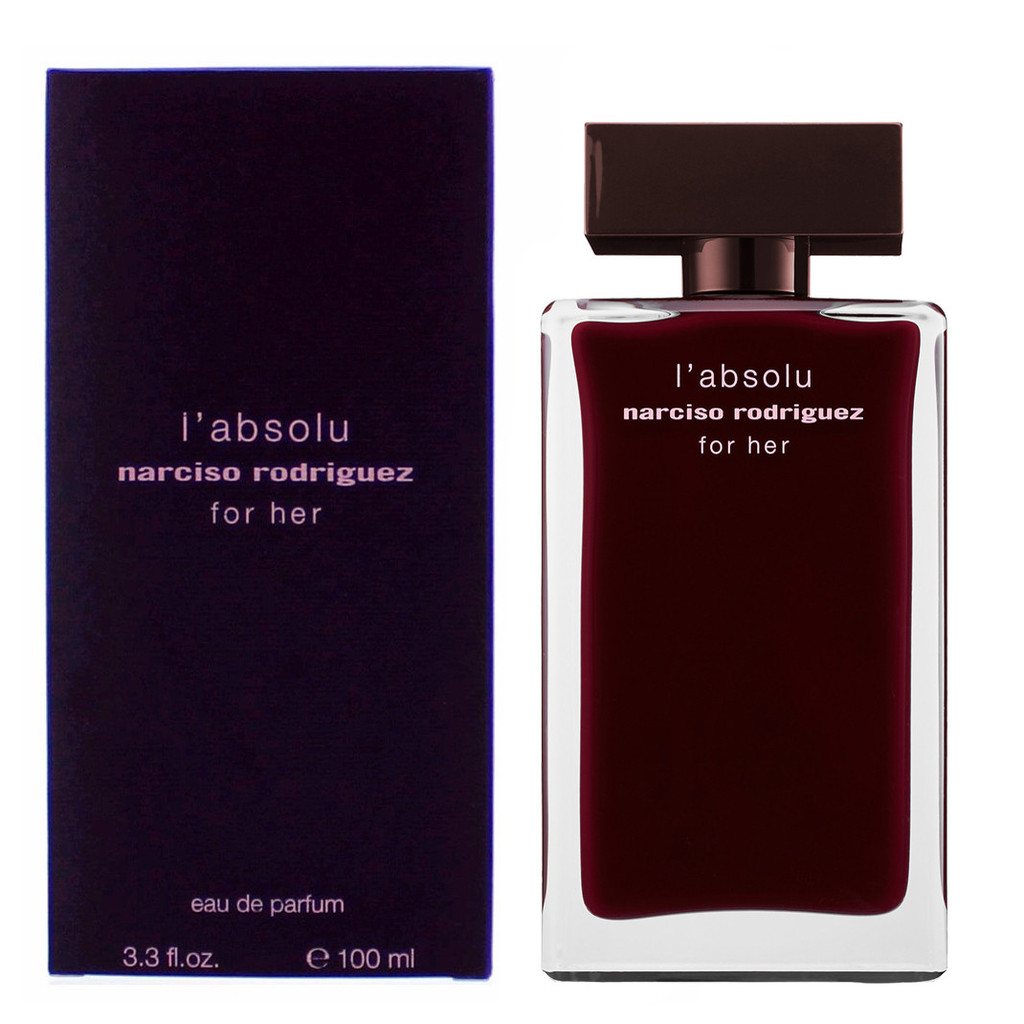 l'absolu
narciso rodriguez
for her
eau de parfum
3.3 fl.oz. ℮ 100 ml
l'absolu
narciso rodriguez
for her